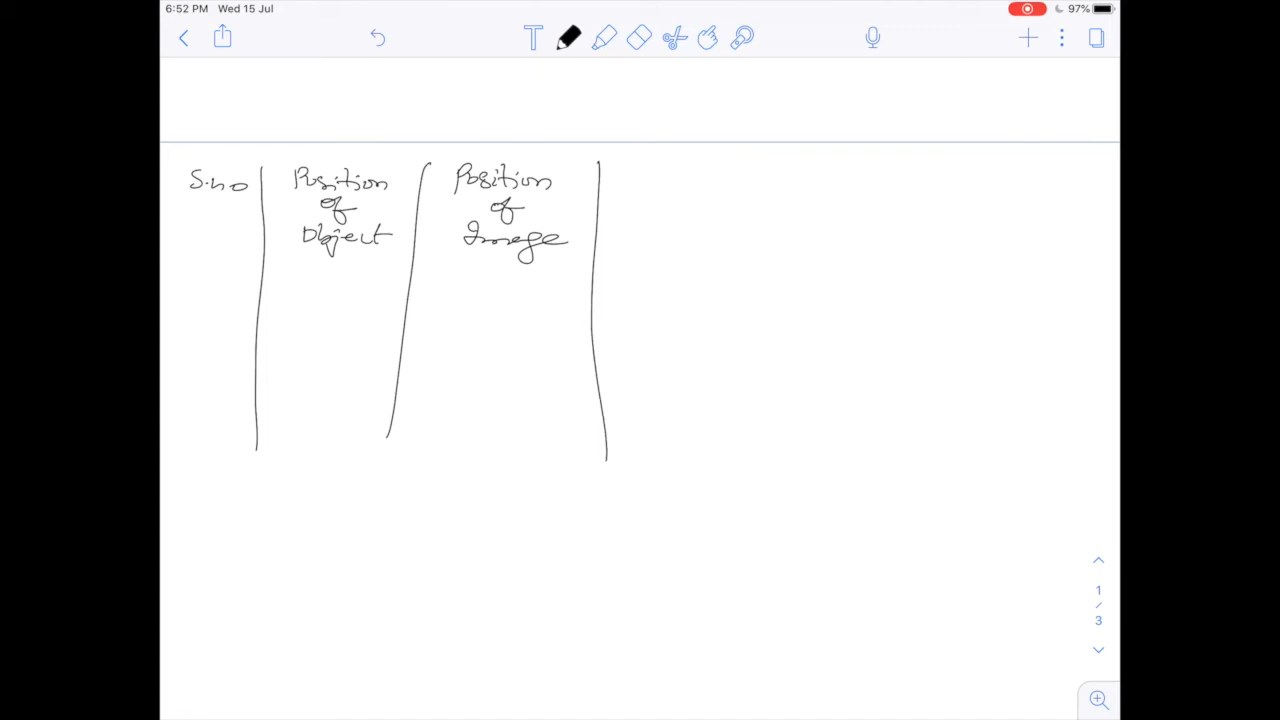 6:52 PM Wed 15 Jul
97%
T
S.no
Position
of
Object
Position
of
Image
1
/
3